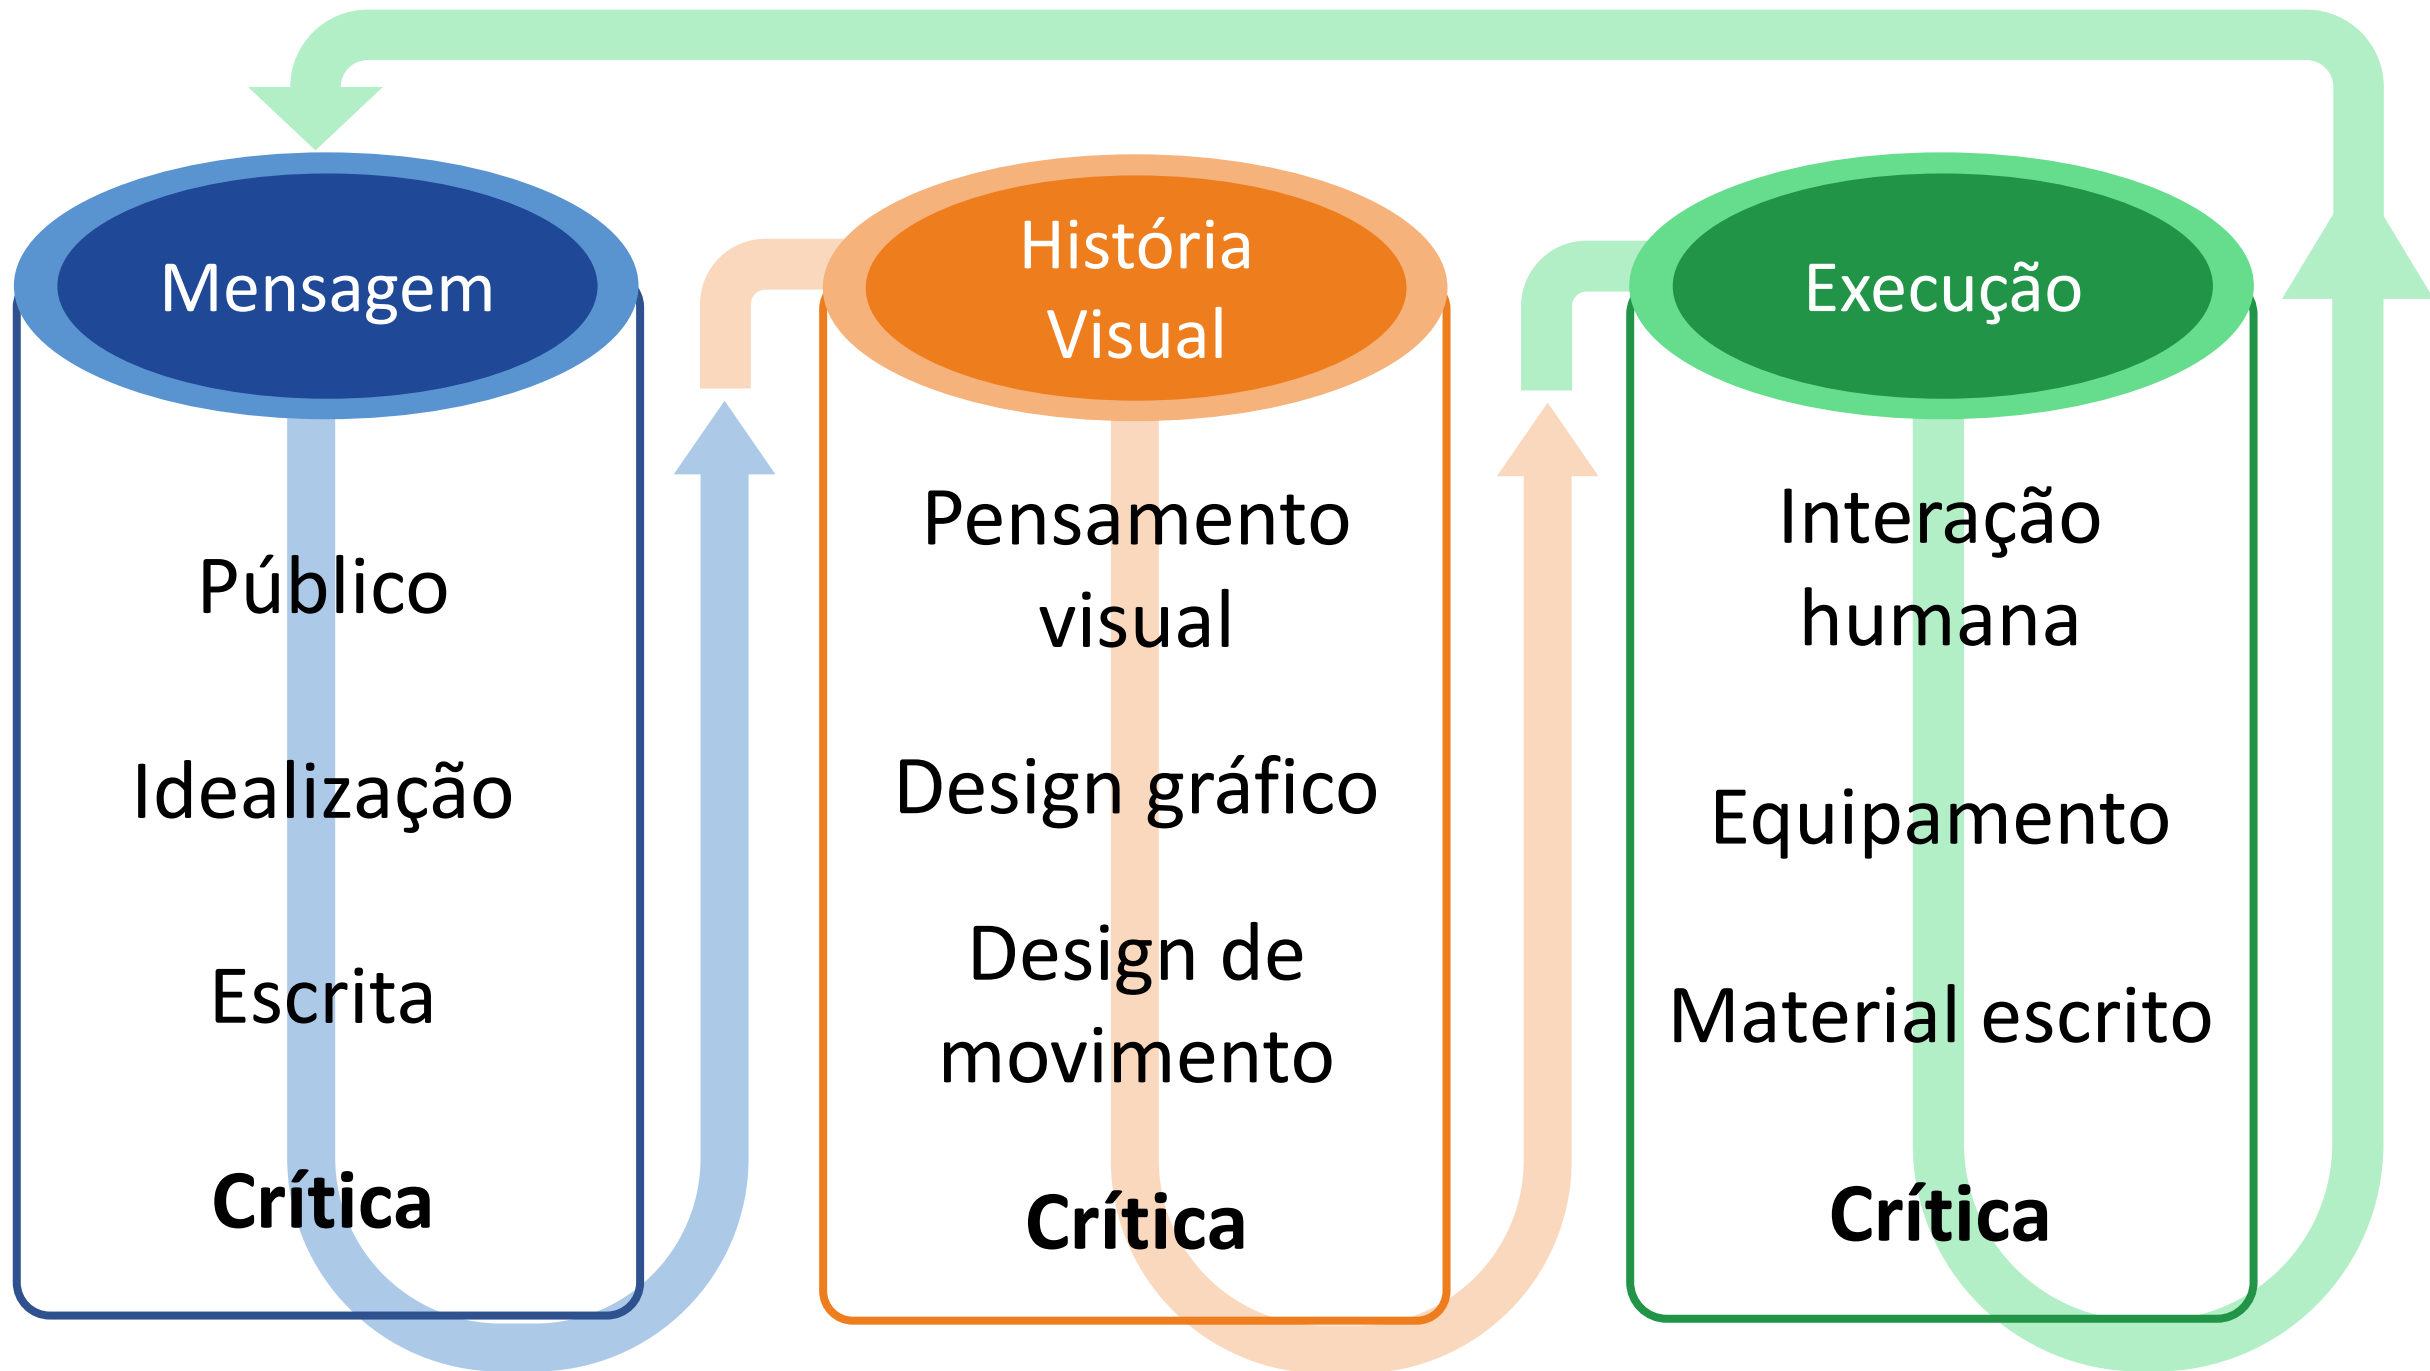 Mensagem
Público
Idealização
Escrita
Crítica
História
Visual
Pensamento
visual
Design gráfico
Design de
movimento
Crítica
Execução
Interação
humana
Equipamento
Material escrito
Crítica